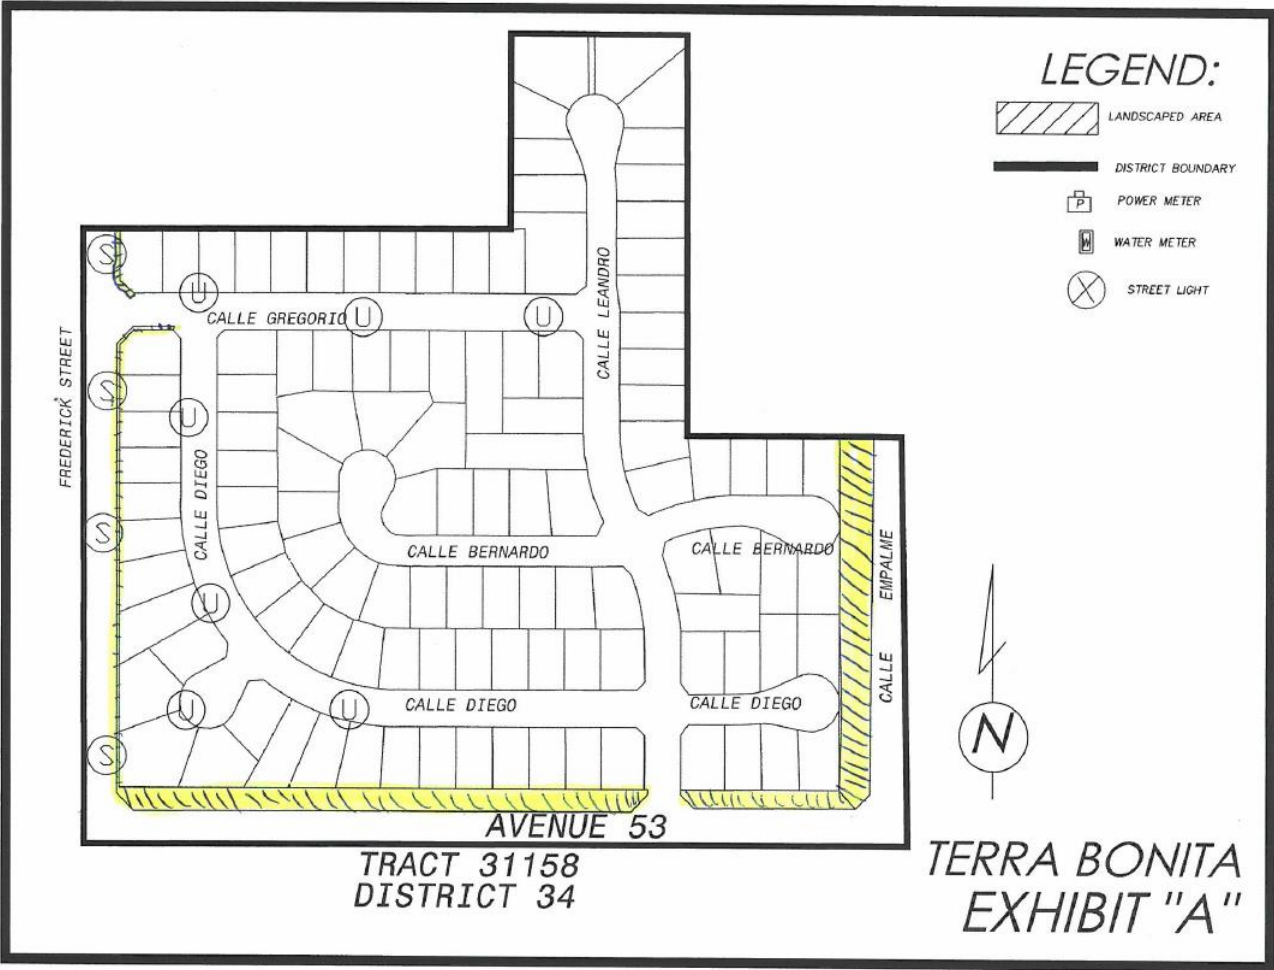 LEGEND:
LANDSCAPED AREA
DISTRICT BOUNDARY
P
POWER METER
W
WATER METER
X
STREET LIGHT
S
U
CALLE GREGORIO
U
U
CALLE LEANDRO
FREDERICK STREET
S
U
CALLE DIEGO
S
CALLE BERNARDO
CALLE BERNARDO
CALLE EMPALME
U
U
U
CALLE DIEGO
CALLE DIEGO
S
N
AVENUE 53
TRACT 31158
DISTRICT 34
TERRA BONITA
EXHIBIT "A"